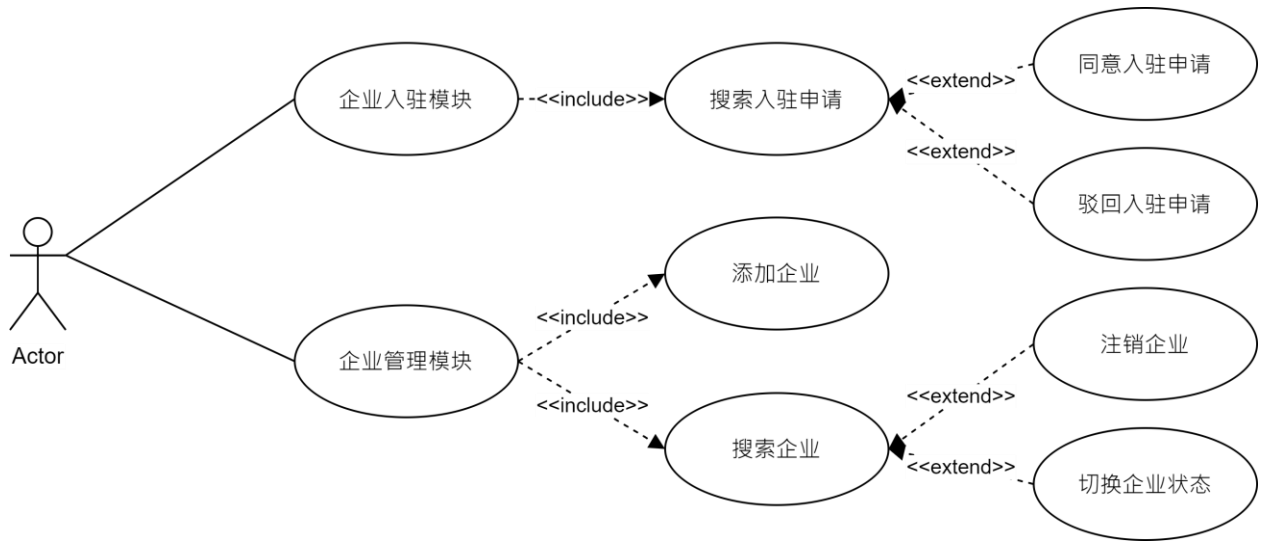 同意入驻申请
<<extend>>
企业入驻模块
<<include>>
搜索入驻申请
<<extend>>
驳回入驻申请
添加企业
<<include>>
注销企业
Actor
企业管理模块
<<extend>>
<<include>>
搜索企业
<<extend>>
切换企业状态